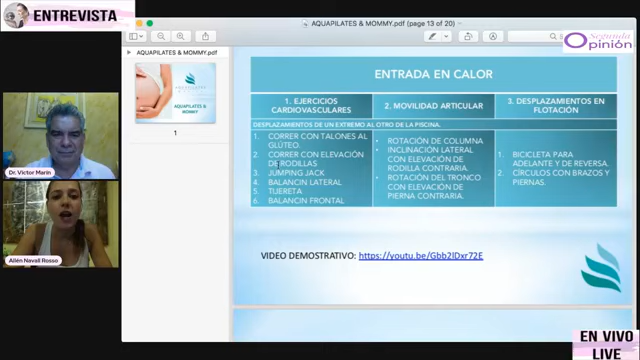 ENTREVISTA
AQUAPILATES & MOMMY.pdf (page 13 of 20)
Segunda
Opinión
AQUAPILATES & MOMMY.pdf
AQUAPILATES &
MOMMY
1
ENTRADA EN CALOR
1. EJERCICIOS
CARDIOVASCULARES
2. MOVILIDAD ARTICULAR
3. DESPLAZAMIENTOS EN
FLOTACIÓN
DESPLAZAMIENTOS DE UN EXTREMO AL OTRO DE LA PISCINA.
1. CORRER CON TALONES AL
GLÚTEO.
2. CORRER CON ELEVACIÓN
DE RODILLAS
3. JUMPING JACK
4. BALANCIN LATERAL
5. TIJERETA
6. BALANCIN FRONTAL
• ROTACIÓN DE COLUMNA
• INCLINACIÓN LATERAL
CON ELEVACIÓN DE
RODILLA CONTRARIA.
• ROTACIÓN DEL TRONCO
CON ELEVACIÓN DE
PIERNA CONTRARIA.
1. BICICLETA PARA
ADELANTE Y DE REVERSA.
2. CÍRCULOS CON BRAZOS Y
PIERNAS.
VIDEO DEMOSTRATIVO: https://youtu.be/Gbb2lDxr72E
Dr. Víctor Marín
Ailén Navall Rosso
EN VIVO
LIVE